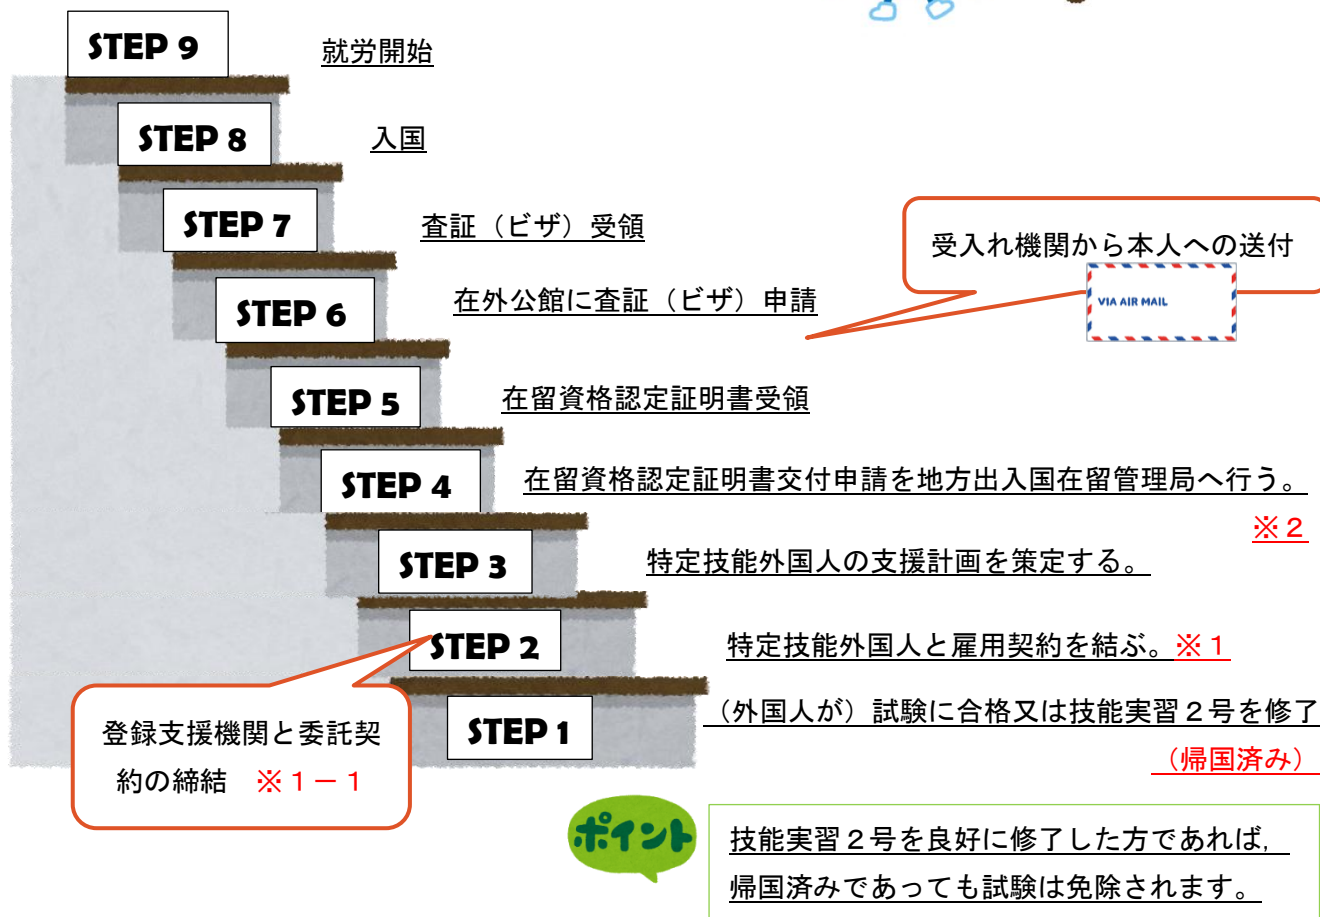 STEP 9
就労開始
STEP 8
入国
STEP 7
査証（ビザ）受領
受入れ機関から本人への送付
VIA AIR MAIL
STEP 6
在外公館に査証（ビザ）申請
STEP 5
在留資格認定証明書受領
STEP 4
在留資格認定証明書交付申請を地方出入国在留管理局へ行う。
※２
STEP 3
特定技能外国人の支援計画を策定する。
STEP 2
特定技能外国人と雇用契約を結ぶ。※１
登録支援機関と委託契
約の締結　※１－１
STEP 1
（外国人が）試験に合格又は技能実習２号を修了
（帰国済み）
ポイント
技能実習２号を良好に修了した方であれば，
帰国済みであっても試験は免除されます。